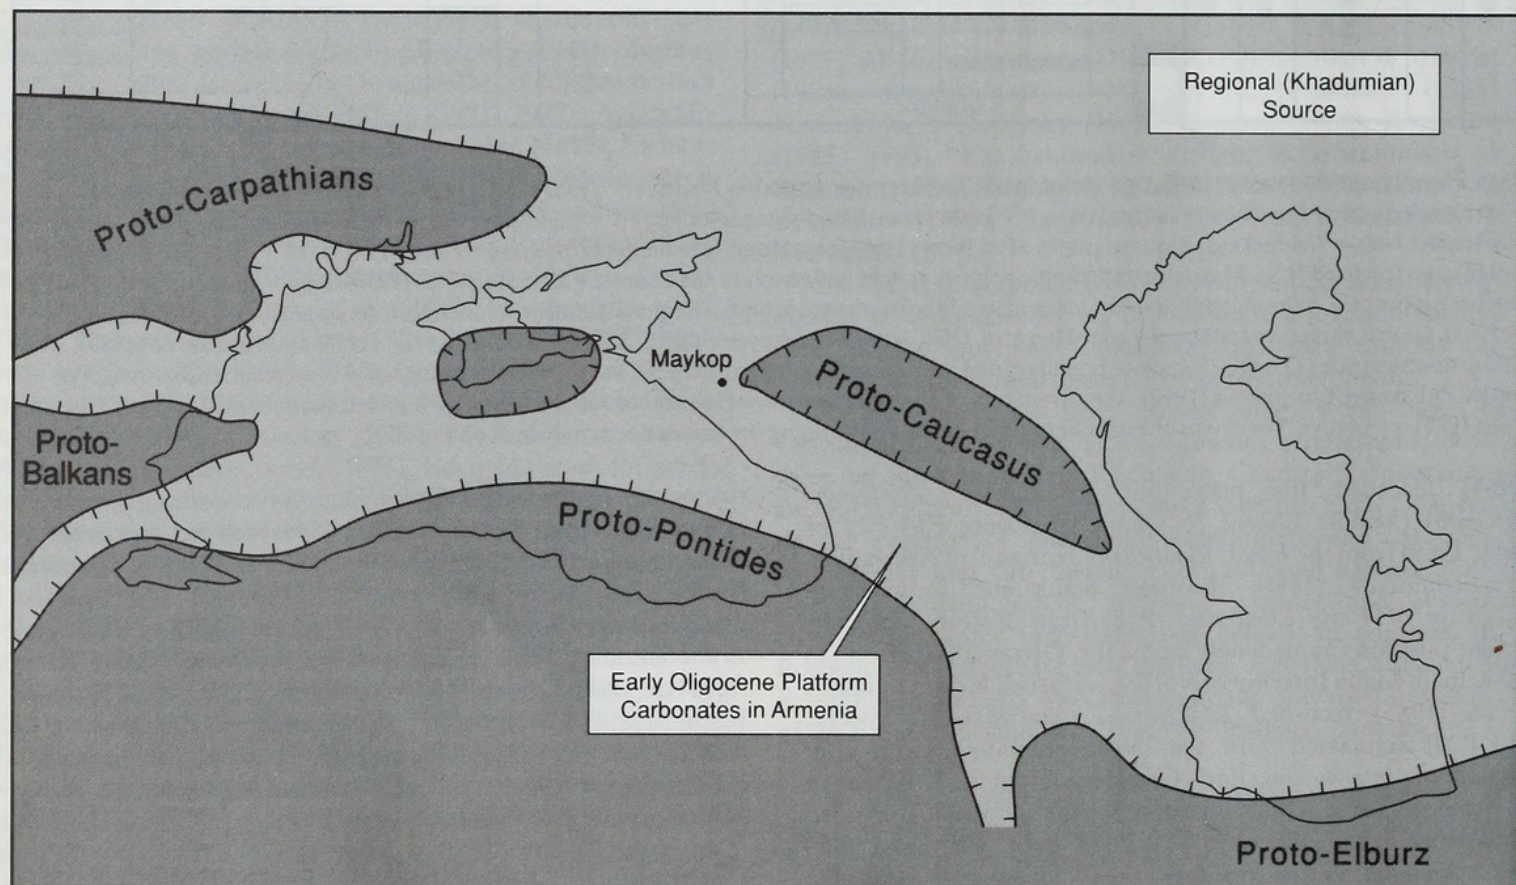 Regional (Khadumian)
Source
Proto-Carpathians
Maykop
Proto-Caucasus
Proto-
Balkans
Proto-Pontides
Early Oligocene Platform
Carbonates in Armenia
Proto-Elburz